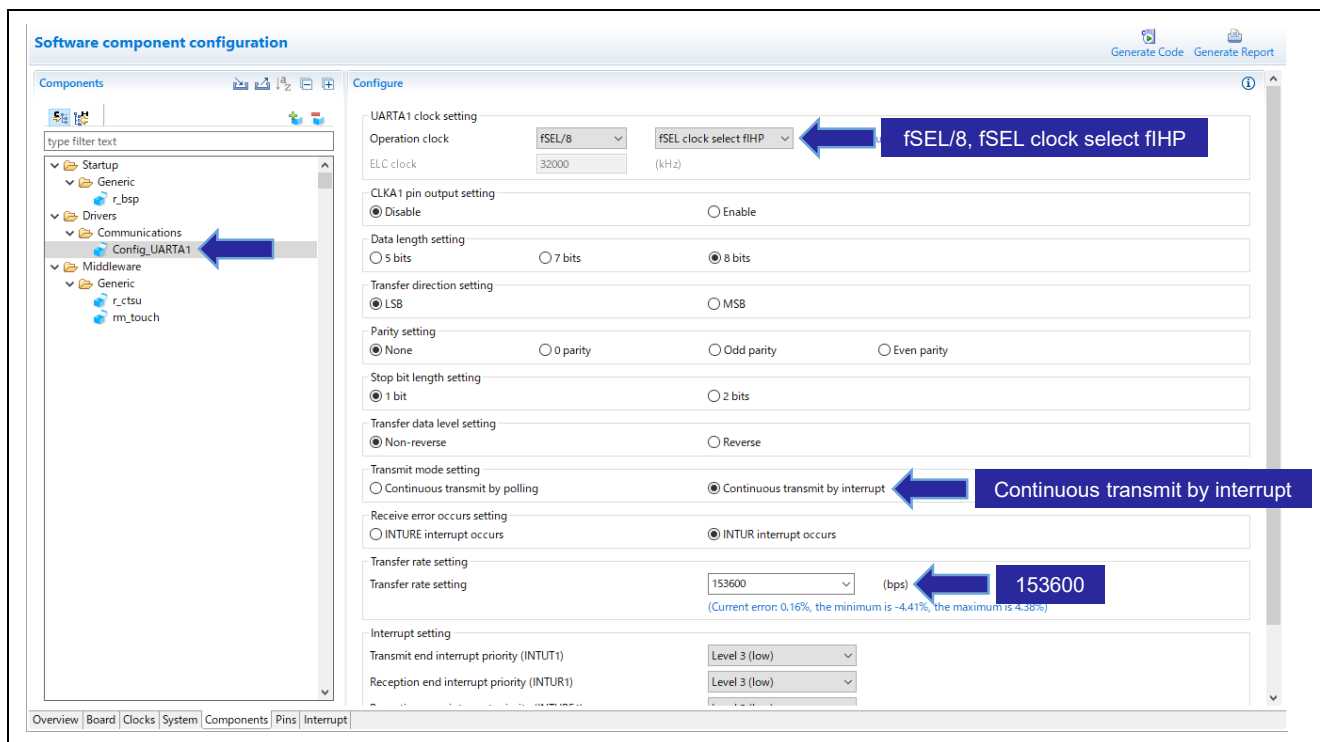 Software component configuration
Generate Code Generate Report
Components
type filter text
Startup
Generic
r_bsp
Drivers
Communications
Config_UARTA1
Middleware
Generic
r_ctsu
rm_touch
Configure
UARTA1 clock setting
Operation clock fSEL/8 fSEL clock select fIHP
fSEL/8, fSEL clock select fIHP
ELC clock 32000 (kHz)
CLKA1 pin output setting
Disable Enable
Data length setting
5 bits 7 bits 8 bits
Transfer direction setting
LSB MSB
Parity setting
None 0 parity Odd parity Even parity
Stop bit length setting
1 bit 2 bits
Transfer data level setting
Non-reverse Reverse
Transmit mode setting
Continuous transmit by polling Continuous transmit by interrupt
Continuous transmit by interrupt
Receive error occurs setting
INTURE interrupt occurs INTUR interrupt occurs
Transfer rate setting
Transfer rate setting 153600 (bps)
153600
(Current error: 0.16%, the minimum is -4.41%, the maximum is 4.38%)
Interrupt setting
Transmit end interrupt priority (INTUT1) Level 3 (low)
Reception end interrupt priority (INTUR1) Level 3 (low)
Overview Board Clocks System Components Pins Interrupt